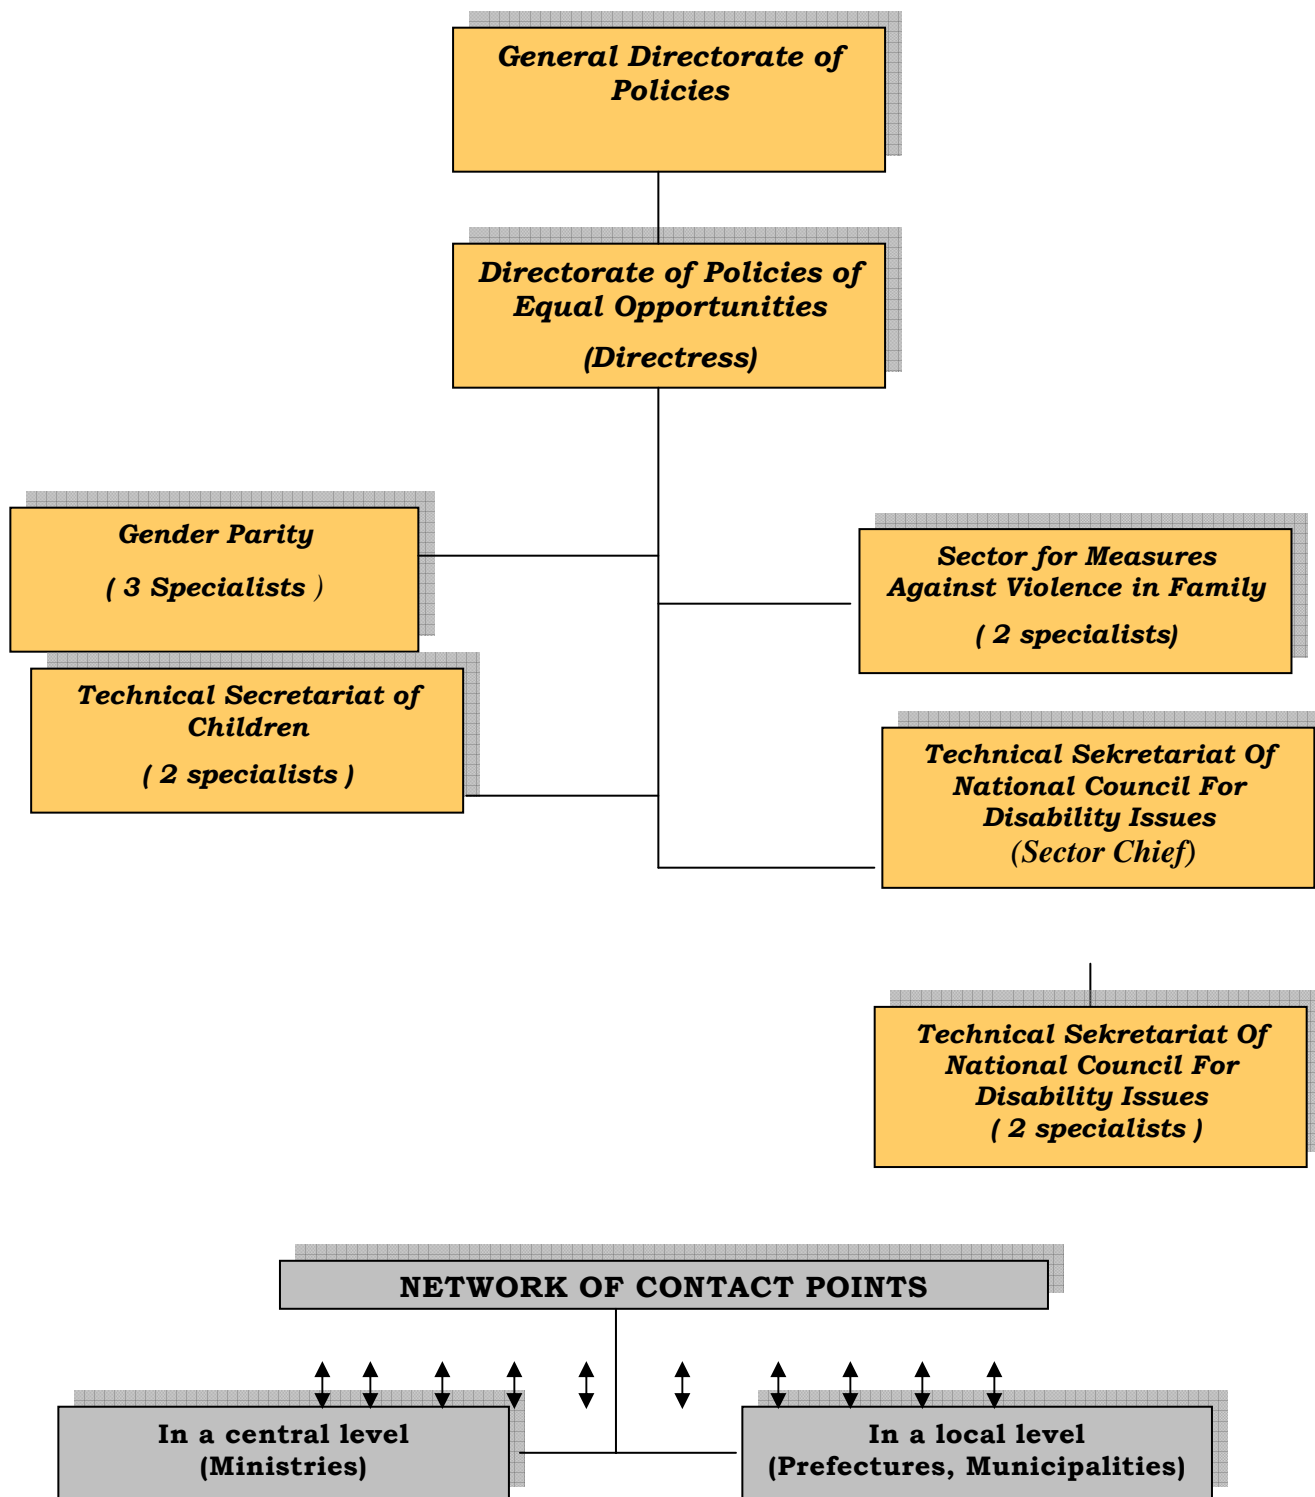 General Directorate of
Policies
Directorate of Policies of
Equal Opportunities
(Directress)
Gender Parity
( 3 Specialists )
Sector for Measures
Against Violence in Family
( 2 specialists)
Technical Secretariat of
Children
( 2 specialists )
Technical Sekretariat Of
National Council For
Disability Issues
(Sector Chief)
Technical Sekretariat Of
National Council For
Disability Issues
( 2 specialists )
NETWORK OF CONTACT POINTS
In a central level
(Ministries)
In a local level
(Prefectures, Municipalities)